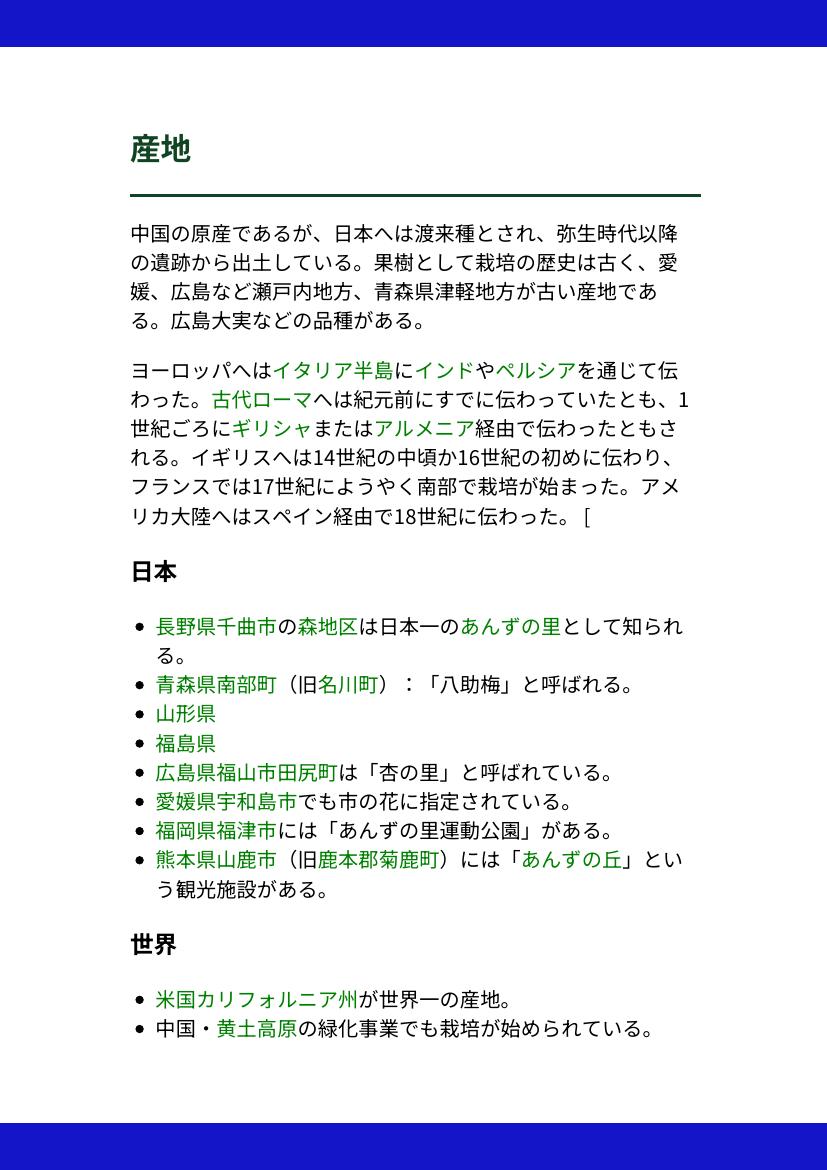 産地
中国の原産であるが、日本へは渡来種とされ、弥生時代以降
の遺跡から出土している。果樹として栽培の歴史は古く、愛
媛、広島など瀬戸内地方、青森県津軽地方が古い産地であ
る。広島大実などの品種がある。
ヨーロッパへはイタリア半島にインドやペルシアを通じて伝
わった。古代ローマへは紀元前にすでに伝わっていたとも、1
世紀ごろにギリシャまたはアルメニア経由で伝わったともさ
れる。イギリスへは14世紀の中頃か16世紀の初めに伝わり、
フランスでは17世紀にようやく南部で栽培が始まった。アメ
リカ大陸へはスペイン経由で18世紀に伝わった。 [
日本
• 長野県千曲市の森地区は日本一のあんずの里として知られ
る。
• 青森県南部町（旧名川町）：「八助梅」と呼ばれる。
• 山形県
• 福島県
• 広島県福山市田尻町は「杏の里」と呼ばれている。
• 愛媛県宇和島市でも市の花に指定されている。
• 福岡県福津市には「あんずの里運動公園」がある。
• 熊本県山鹿市（旧鹿本郡菊鹿町）には「あんずの丘」とい
う観光施設がある。
世界
• 米国カリフォルニア州が世界一の産地。
• 中国・黄土高原の緑化事業でも栽培が始められている。